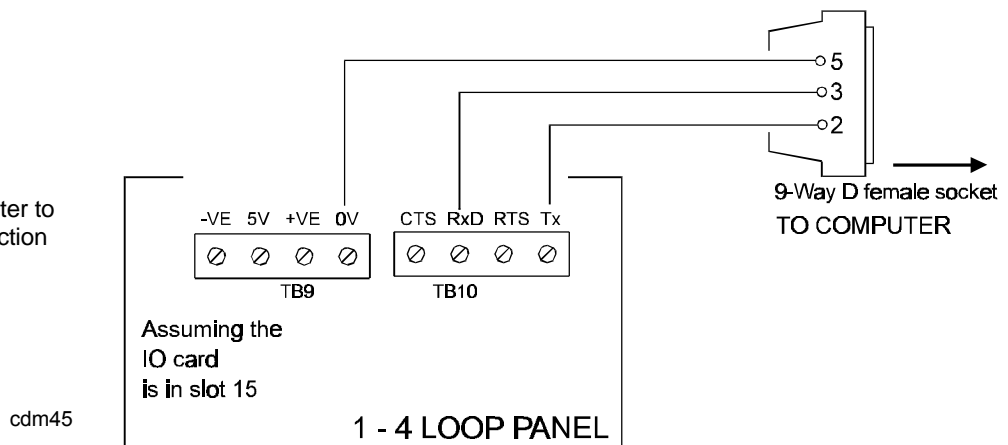 5
3
2
9-Way D female socket
TO COMPUTER
ter to
ction
-VE 5V +VE 0V
CTS RxD RTS Tx
TB9
TB10
Assuming the
IO card
is in slot 15
cdm45
1 - 4 LOOP PANEL